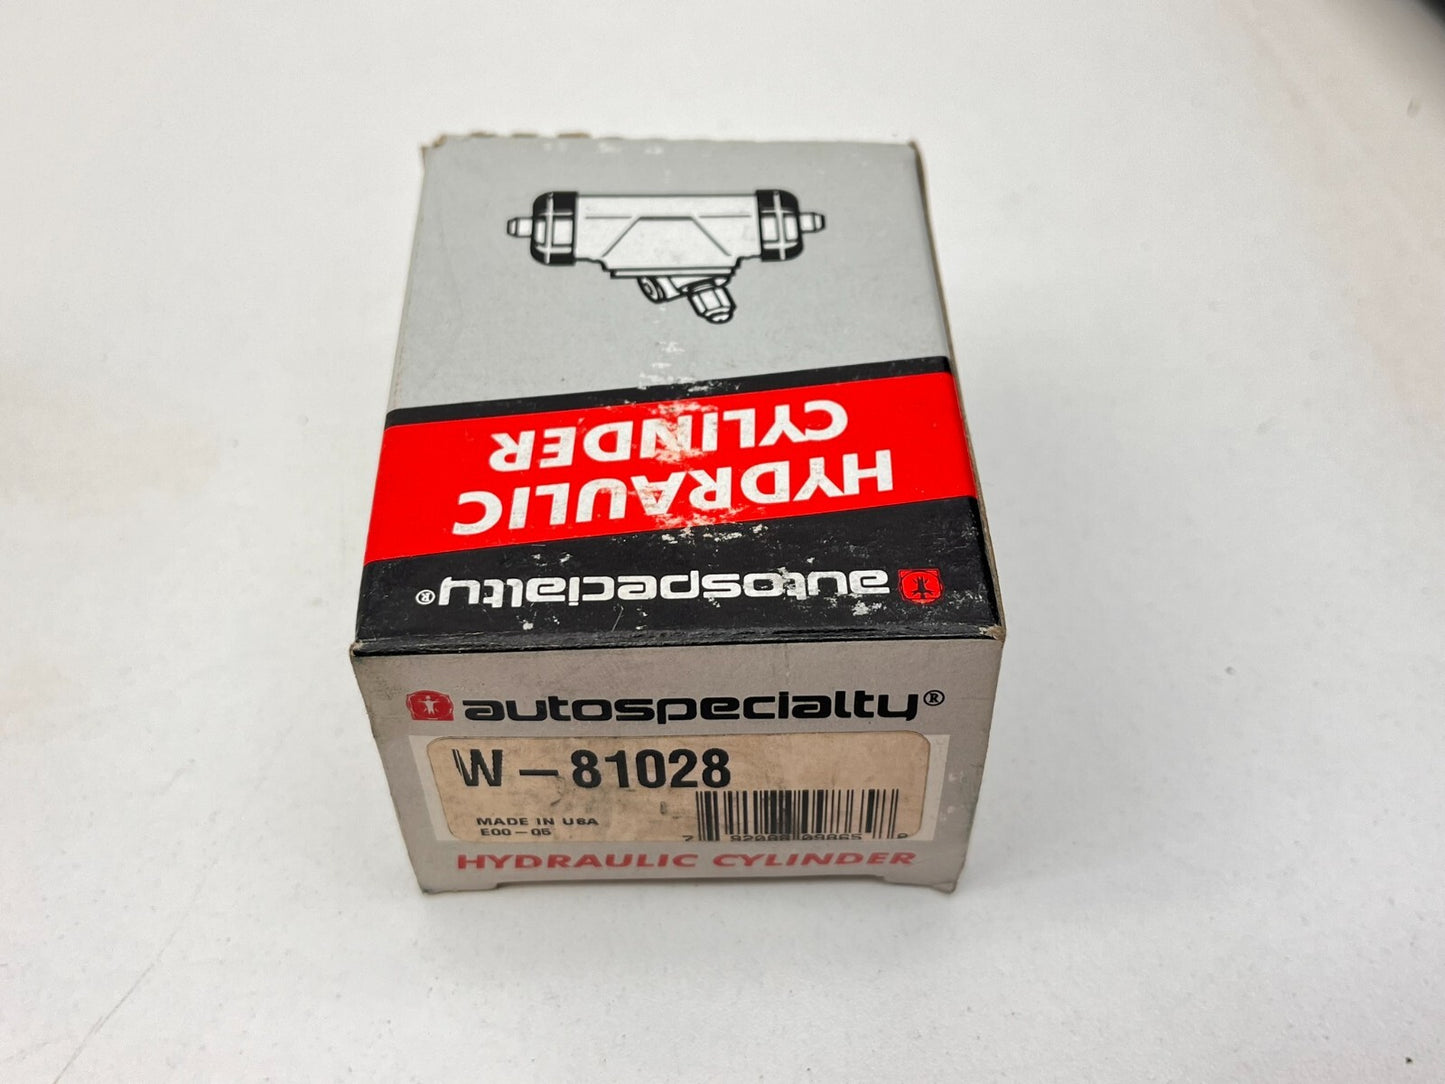 HYDRAULIC
CYLINDER
autospecialty®
autospecialty®
W-81028
MADE IN USA
E00-05
HYDRAULIC CYLINDER